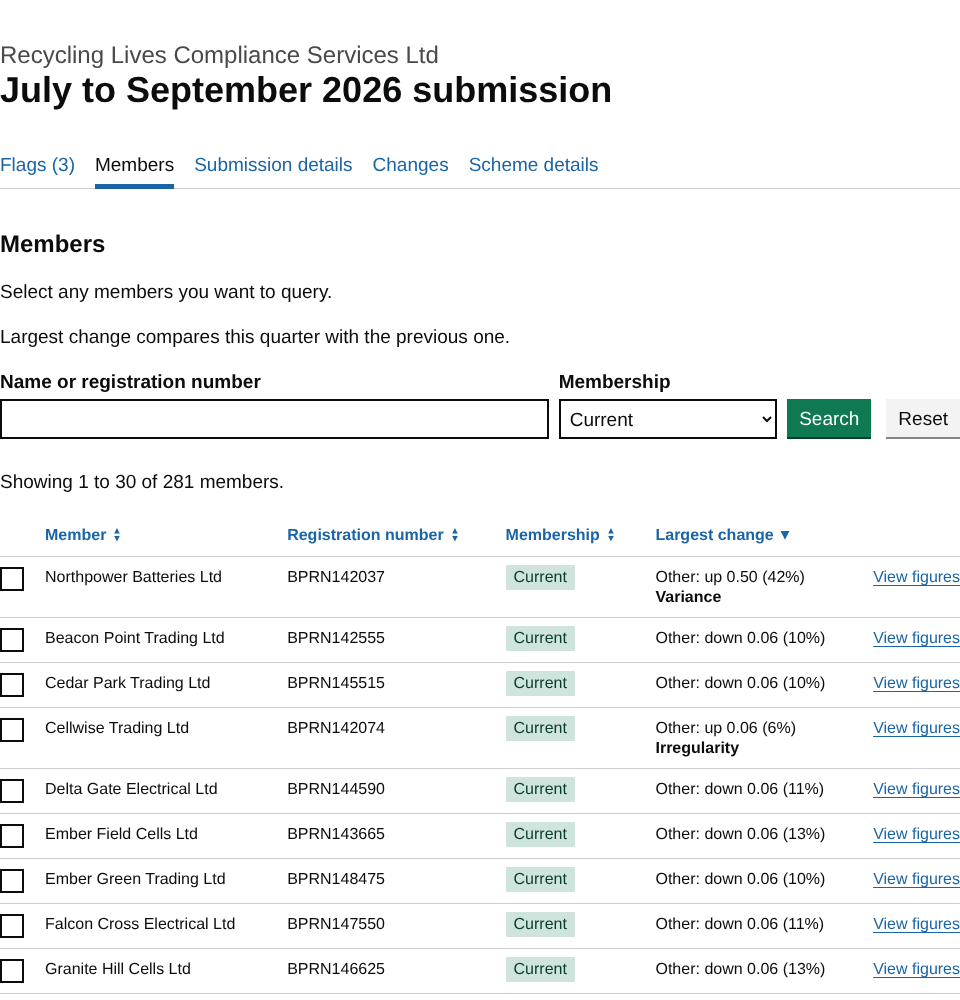 Recycling Lives Compliance Services Ltd
July to September 2026 submission
Flags (3) Members Submission details Changes Scheme details
Members
Select any members you want to query.
Largest change compares this quarter with the previous one.
Name or registration number Membership
Current Search Reset
Showing 1 to 30 of 281 members.
Member Registration number Membership Largest change ▼
Northpower Batteries Ltd BPRN142037 Current Other: up 0.50 (42%) View figures
Variance
Beacon Point Trading Ltd BPRN142555 Current Other: down 0.06 (10%) View figures
Cedar Park Trading Ltd BPRN145515 Current Other: down 0.06 (10%) View figures
Cellwise Trading Ltd BPRN142074 Current Other: up 0.06 (6%) View figures
Irregularity
Delta Gate Electrical Ltd BPRN144590 Current Other: down 0.06 (11%) View figures
Ember Field Cells Ltd BPRN143665 Current Other: down 0.06 (13%) View figures
Ember Green Trading Ltd BPRN148475 Current Other: down 0.06 (10%) View figures
Falcon Cross Electrical Ltd BPRN147550 Current Other: down 0.06 (11%) View figures
Granite Hill Cells Ltd BPRN146625 Current Other: down 0.06 (13%) View figures